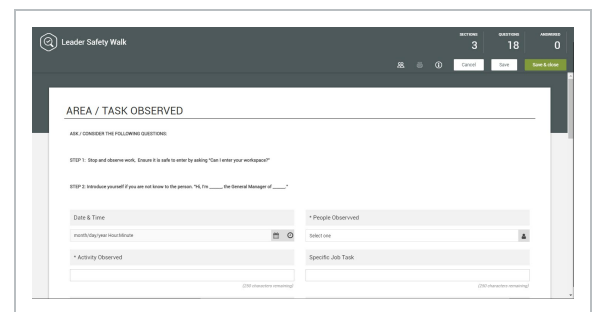 Leader Safety Walk
SECTIONS QUESTIONS ANSWERED
3 18 0
Cancel Save Save & close
AREA / TASK OBSERVED
ASK / CONSIDER THE FOLLOWING QUESTIONS:
STEP 1: Stop and observe work, Ensure it is safe to enter by asking "Can I enter your workspace?"
STEP 2: Introduce yourself if you are not know to the person, "Hi, I'm _____, the General Manager of _____."
Date & Time * People Observved
month/day/year Hour:Minute Select one
* Activity Observed Specific Job Task
(250 characters remaining) (250 characters remaining)